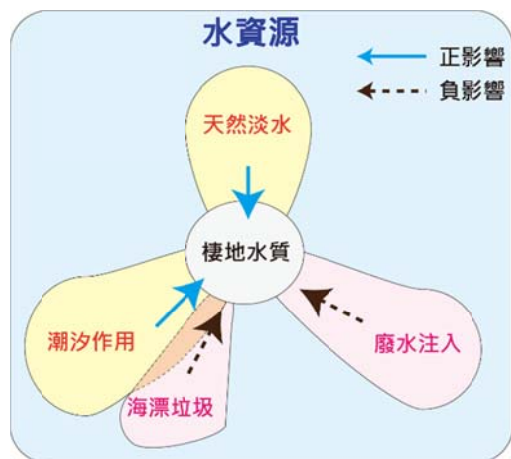 水資源
正影響
負影響
天然淡水
棲地水質
潮汐作用
廢水注入
海漂垃圾